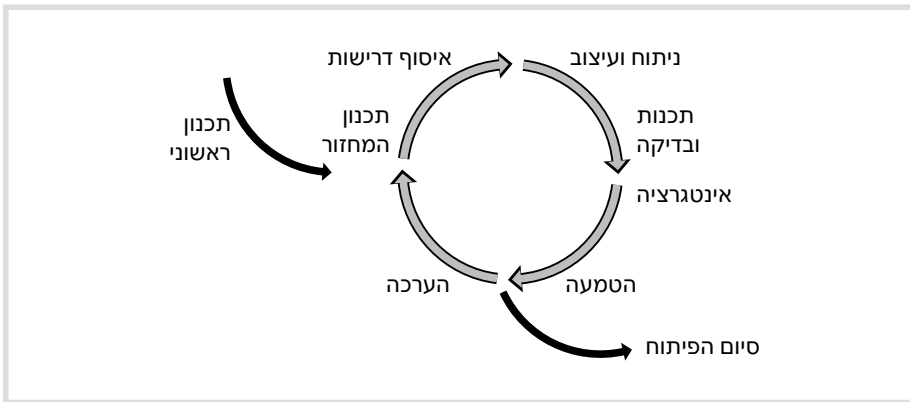 איסוף דרישות
ניתוח ועיצוב
תכנון
ראשוני
תכנון
המחזור
תכנות
ובדיקה
אינטגרציה
הערכה
הטמעה
סיום הפיתוח